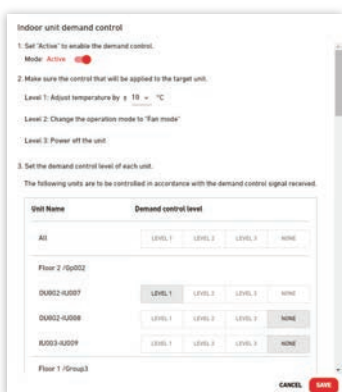 Indoor unit demand control
1. Set "Active" to enable the demand control.
Mode: Active
2. Make sure the control that will be applied to the target unit.
Level 1: Adjust temperature by ± 10 °C
Level 2: Change the operation mode to "Fan mode"
Level 3: Power off the unit
3. Set the demand control level of each unit.
The following units are to be controlled in accordance with the demand control signal received.
Unit Name Demand control level
All LEVEL 1 LEVEL 2 LEVEL 3 NONE
Floor 2 /Gp002
OU002-IU007 LEVEL 1 LEVEL 2 LEVEL 3 NONE
OU002-IU008 LEVEL 1 LEVEL 2 LEVEL 3 NONE
IU003-IU009 LEVEL 1 LEVEL 2 LEVEL 3 NONE
Floor 1 /Group3
CANCEL SAVE